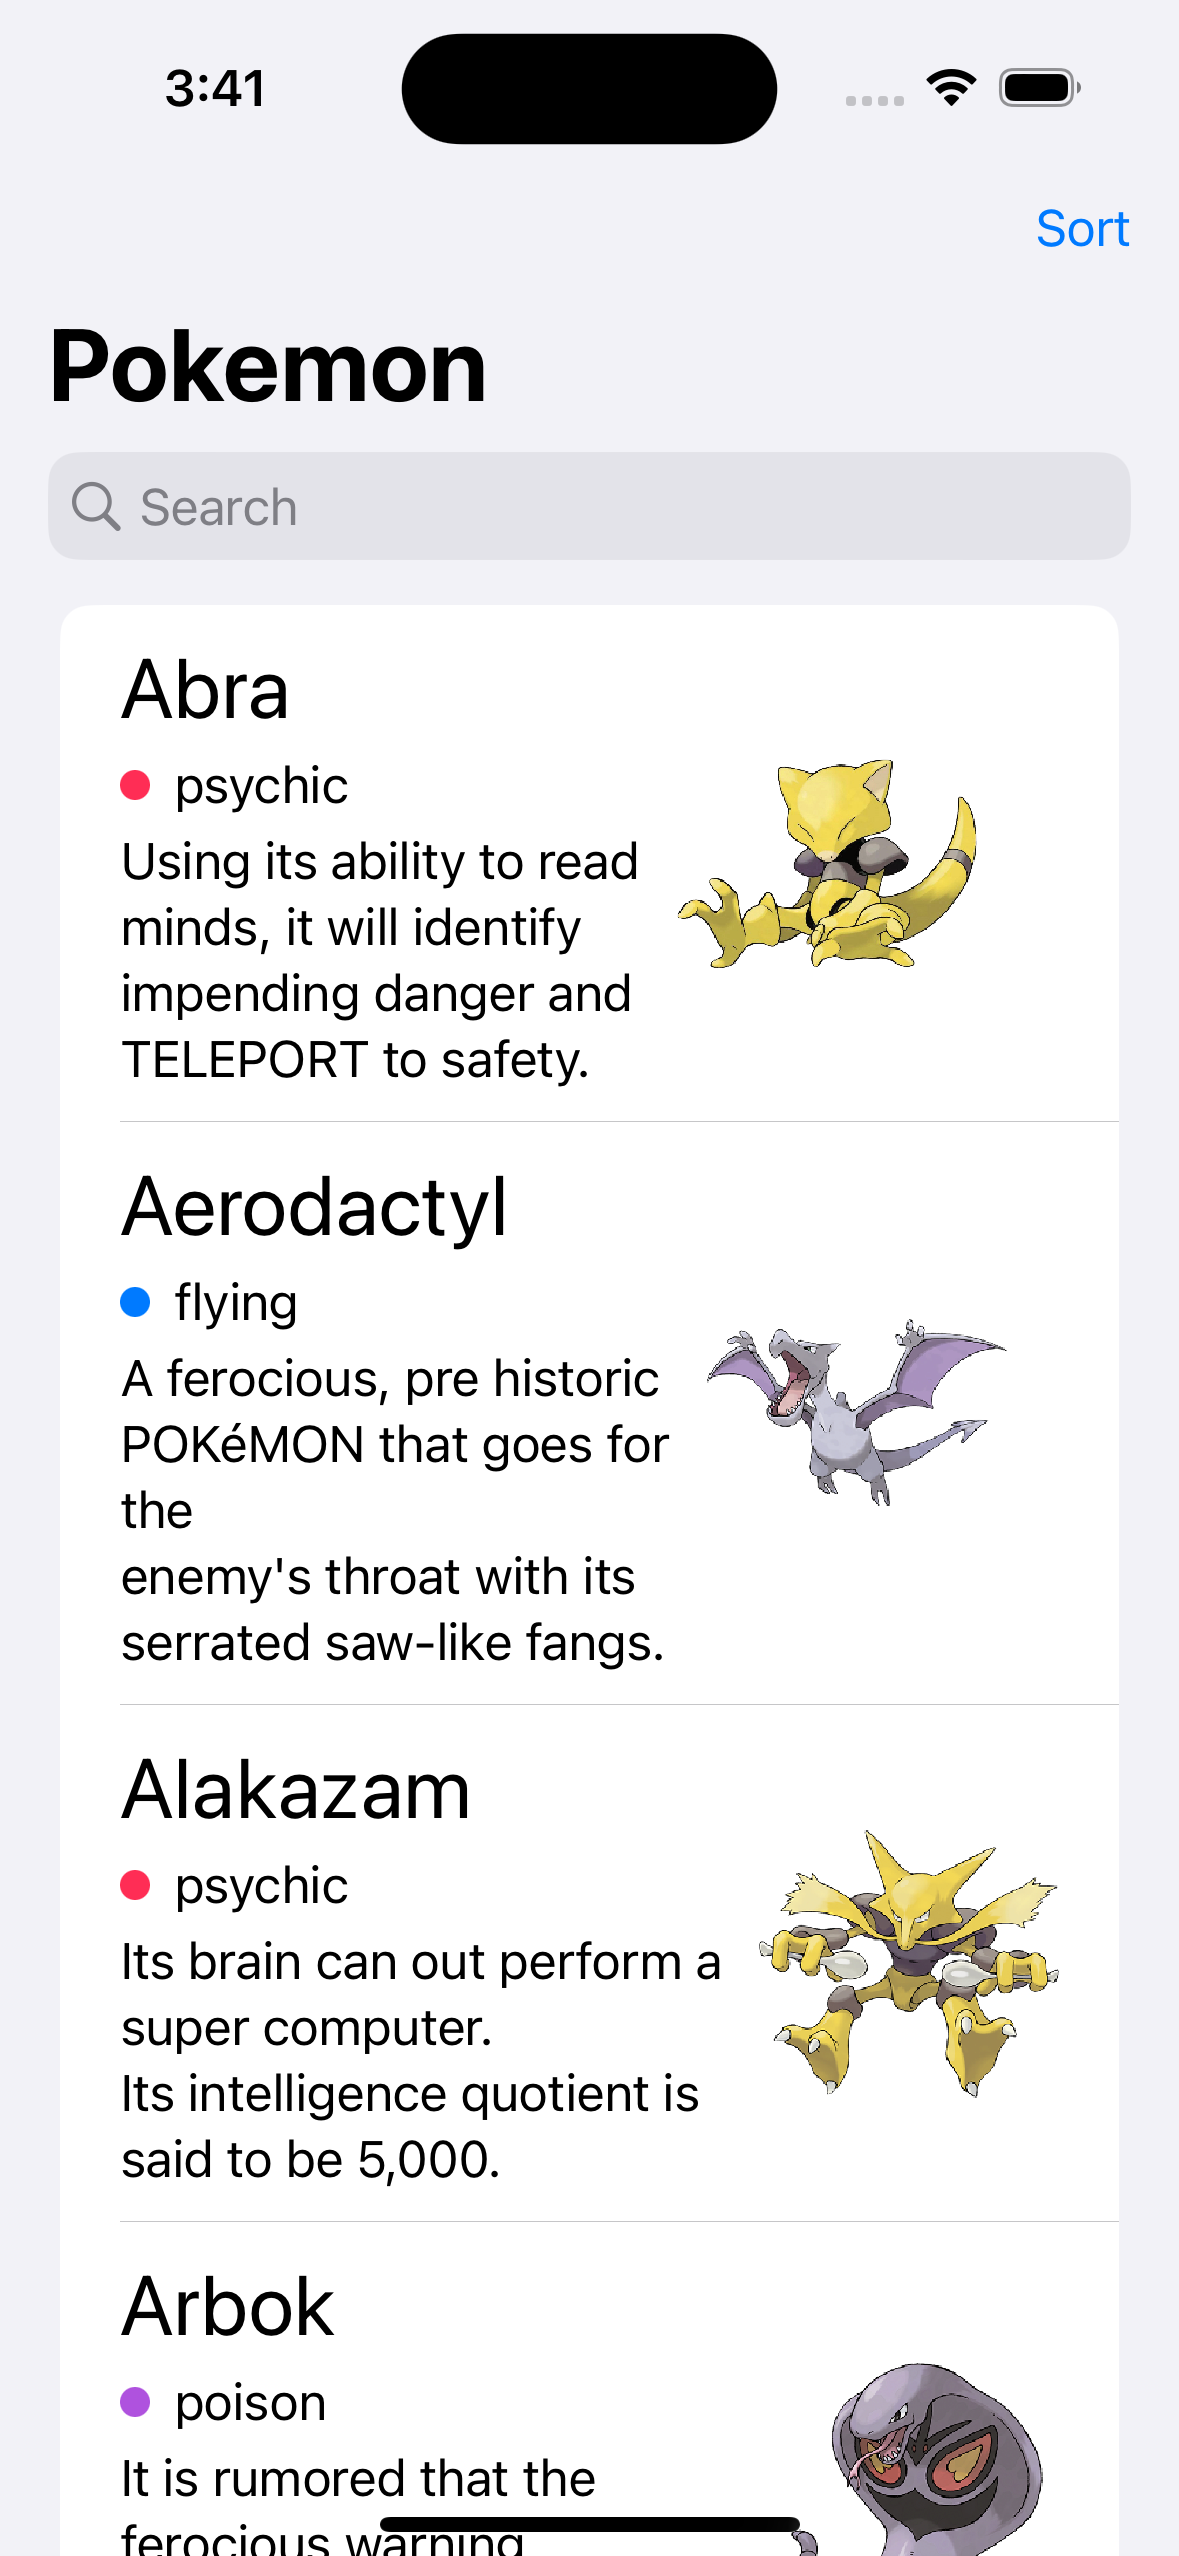 3:41
Sort
Pokemon
Search
Abra
psychic
Using its ability to read
minds, it will identify
impending danger and
TELEPORT to safety.
Aerodactyl
flying
A ferocious, pre historic
POKéMON that goes for
the
enemy's throat with its
serrated saw-like fangs.
Alakazam
psychic
Its brain can out perform a
super computer.
Its intelligence quotient is
said to be 5,000.
Arbok
poison
It is rumored that the
ferocious warning